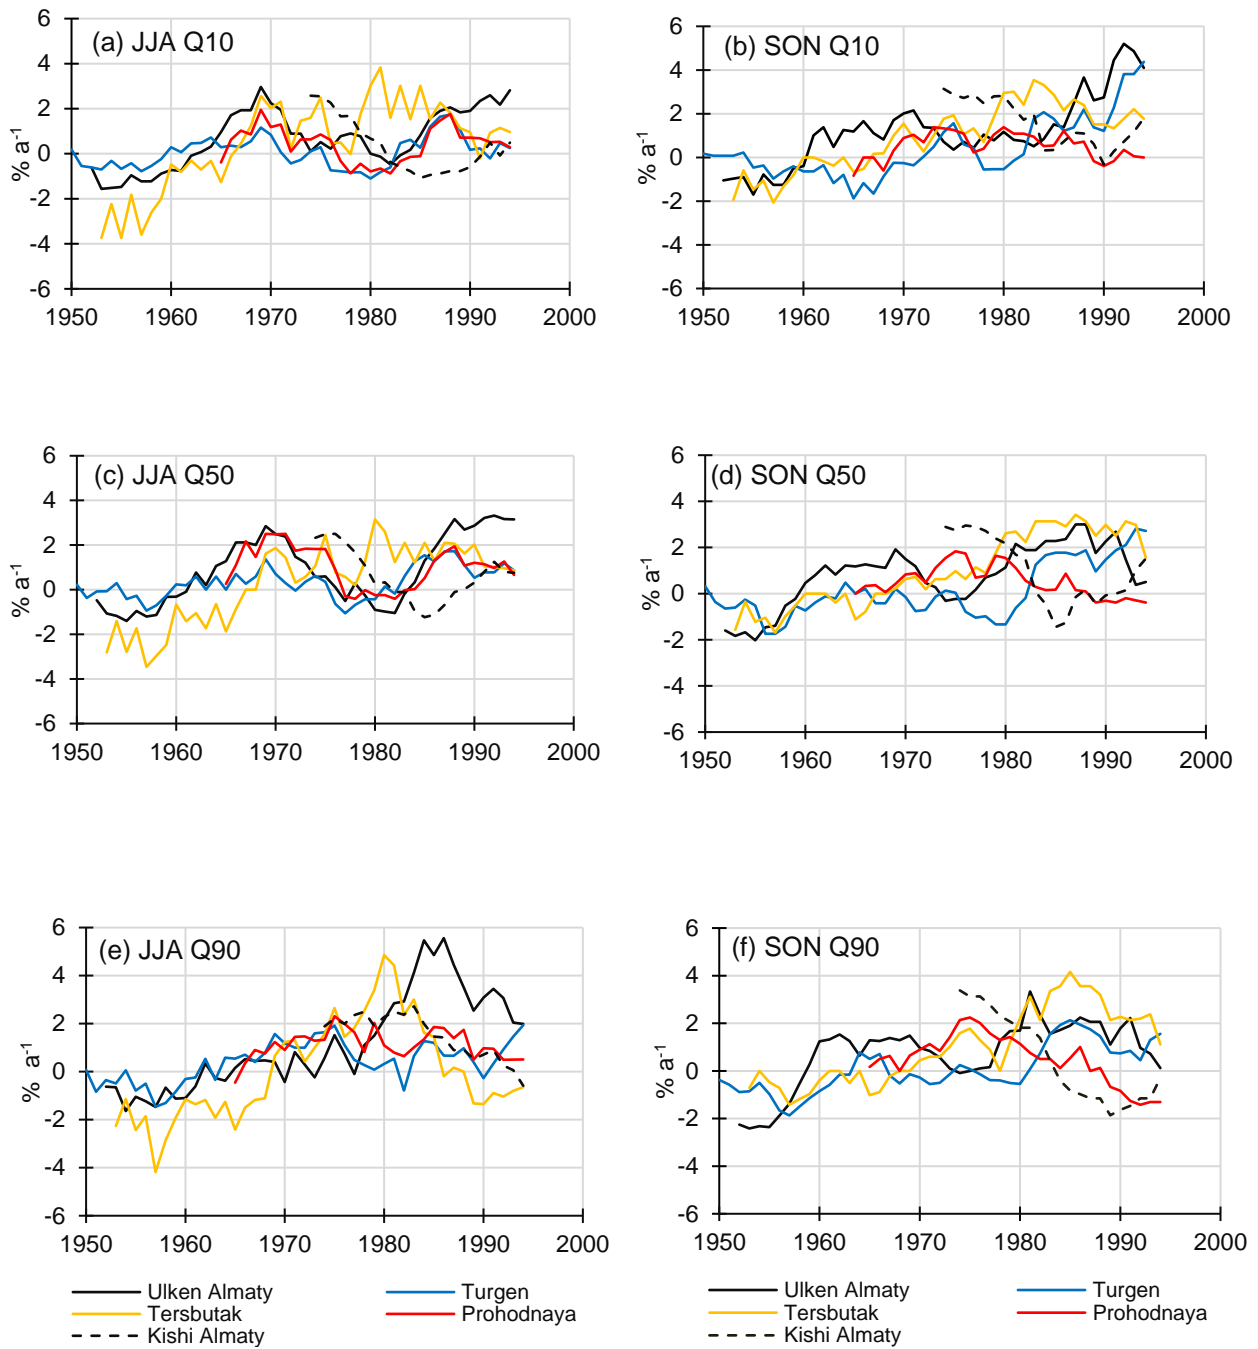 (a) JJA Q10
6
4
2
0
-2
-4
-6
% a-1
1950 1960 1970 1980 1990 2000
(b) SON Q10
6
4
2
0
-2
-4
-6
% a-1
1950 1960 1970 1980 1990 2000
(c) JJA Q50
6
4
2
0
-2
-4
-6
% a-1
1950 1960 1970 1980 1990 2000
(d) SON Q50
6
4
2
0
-2
-4
-6
% a-1
1950 1960 1970 1980 1990 2000
(e) JJA Q90
6
4
2
0
-2
-4
-6
% a-1
1950 1960 1970 1980 1990 2000
(f) SON Q90
6
4
2
0
-2
-4
-6
% a-1
1950 1960 1970 1980 1990 2000
Ulken Almaty Turgen
Tersbutak Prohodnaya
Kishi Almaty
Ulken Almaty Turgen
Tersbutak Prohodnaya
Kishi Almaty